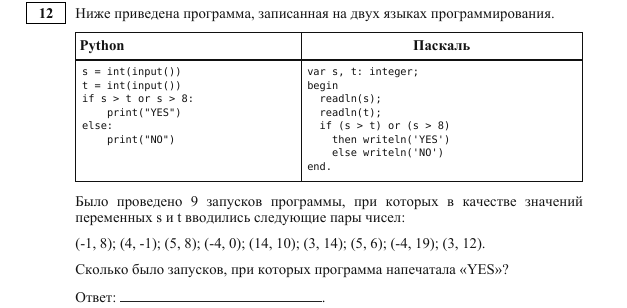 12
Ниже приведена программа, записанная на двух языках программирования.
Python
Паскаль
s = int(input())
t = int(input())
if s > t or s > 8:
    print("YES")
else:
    print("NO")
var s, t: integer;
begin
  readln(s);
  readln(t);
  if (s > t) or (s > 8)
    then writeln('YES')
    else writeln('NO')
end.
Было проведено 9 запусков программы, при которых в качестве значений
переменных s и t вводились следующие пары чисел:
(-1, 8); (4, -1); (5, 8); (-4, 0); (14, 10); (3, 14); (5, 6); (-4, 19); (3, 12).
Сколько было запусков, при которых программа напечатала «YES»?
Ответ: ______________________________.